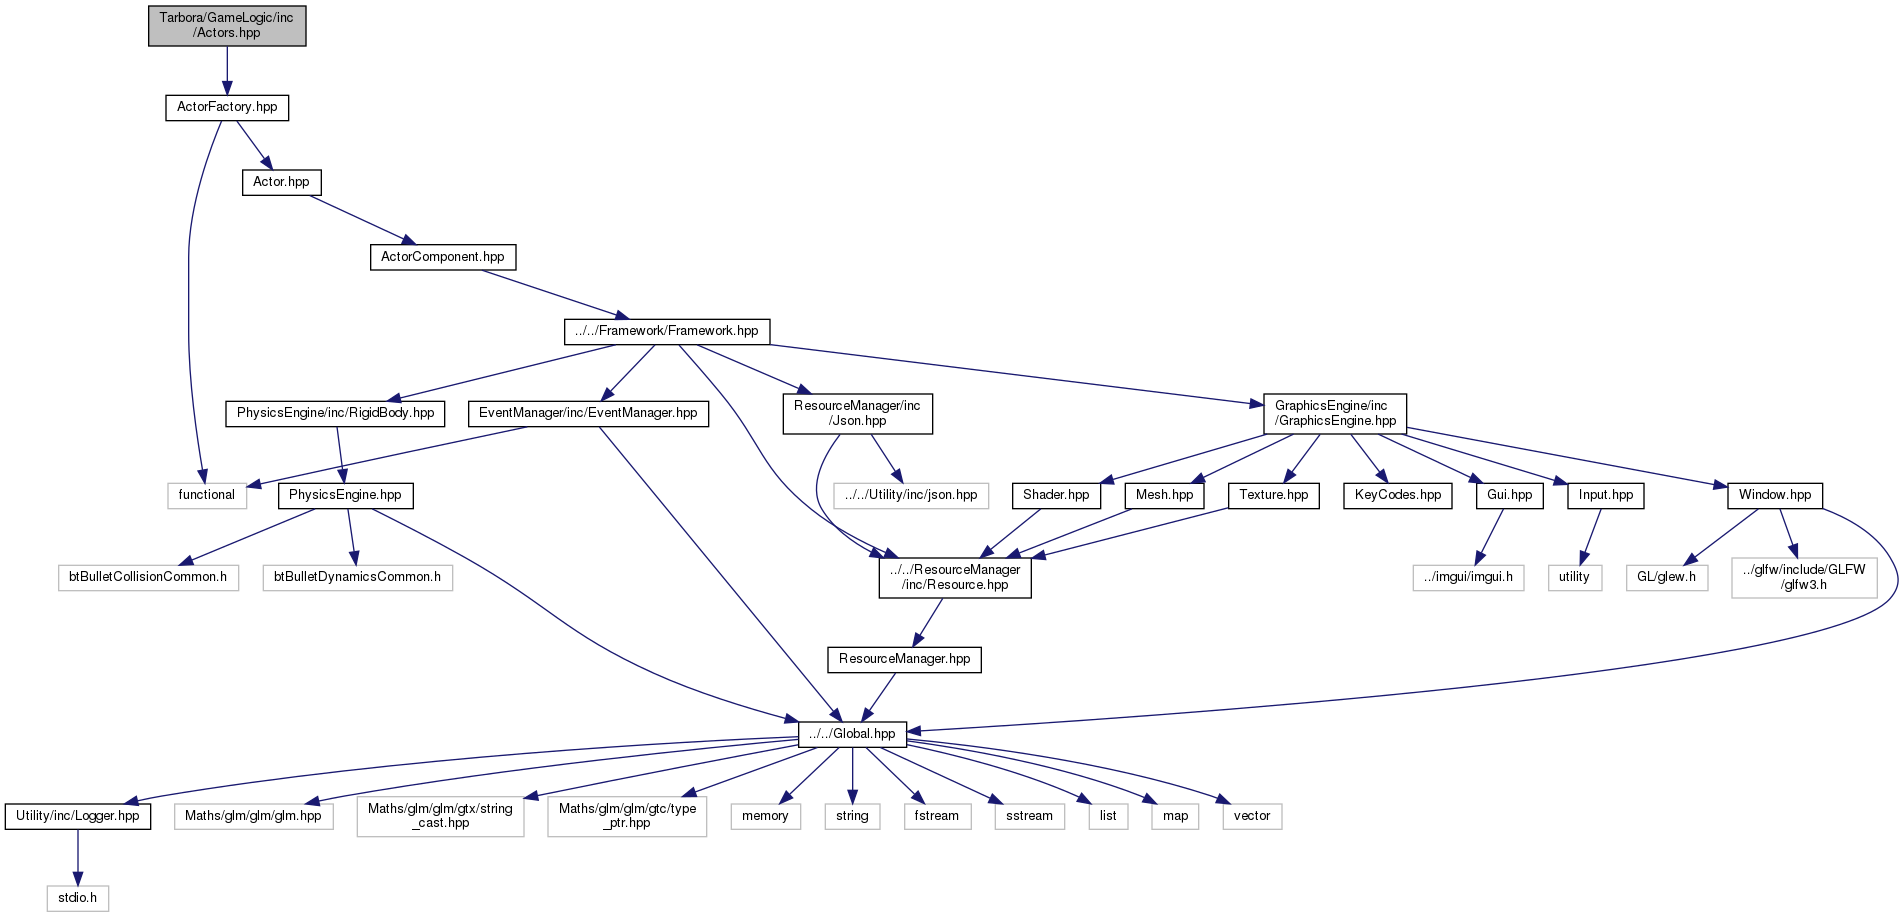 Tarbora/GameLogic/inc
/Actors.hpp
ActorFactory.hpp
Actor.hpp
ActorComponent.hpp
../../Framework/Framework.hpp
PhysicsEngine/inc/RigidBody.hpp
EventManager/inc/EventManager.hpp
ResourceManager/inc
/Json.hpp
GraphicsEngine/inc
/GraphicsEngine.hpp
functional
PhysicsEngine.hpp
../../Utility/inc/json.hpp
Shader.hpp
Mesh.hpp
Texture.hpp
KeyCodes.hpp
Gui.hpp
Input.hpp
Window.hpp
btBulletCollisionCommon.h
btBulletDynamicsCommon.h
../../ResourceManager
/inc/Resource.hpp
../imgui/imgui.h
utility
GL/glew.h
../glfw/include/GLFW
/glfw3.h
ResourceManager.hpp
../../Global.hpp
Utility/inc/Logger.hpp
Maths/glm/glm/glm.hpp
Maths/glm/glm/gtx/string
_cast.hpp
Maths/glm/glm/gtc/type
_ptr.hpp
memory
string
fstream
sstream
list
map
vector
stdio.h